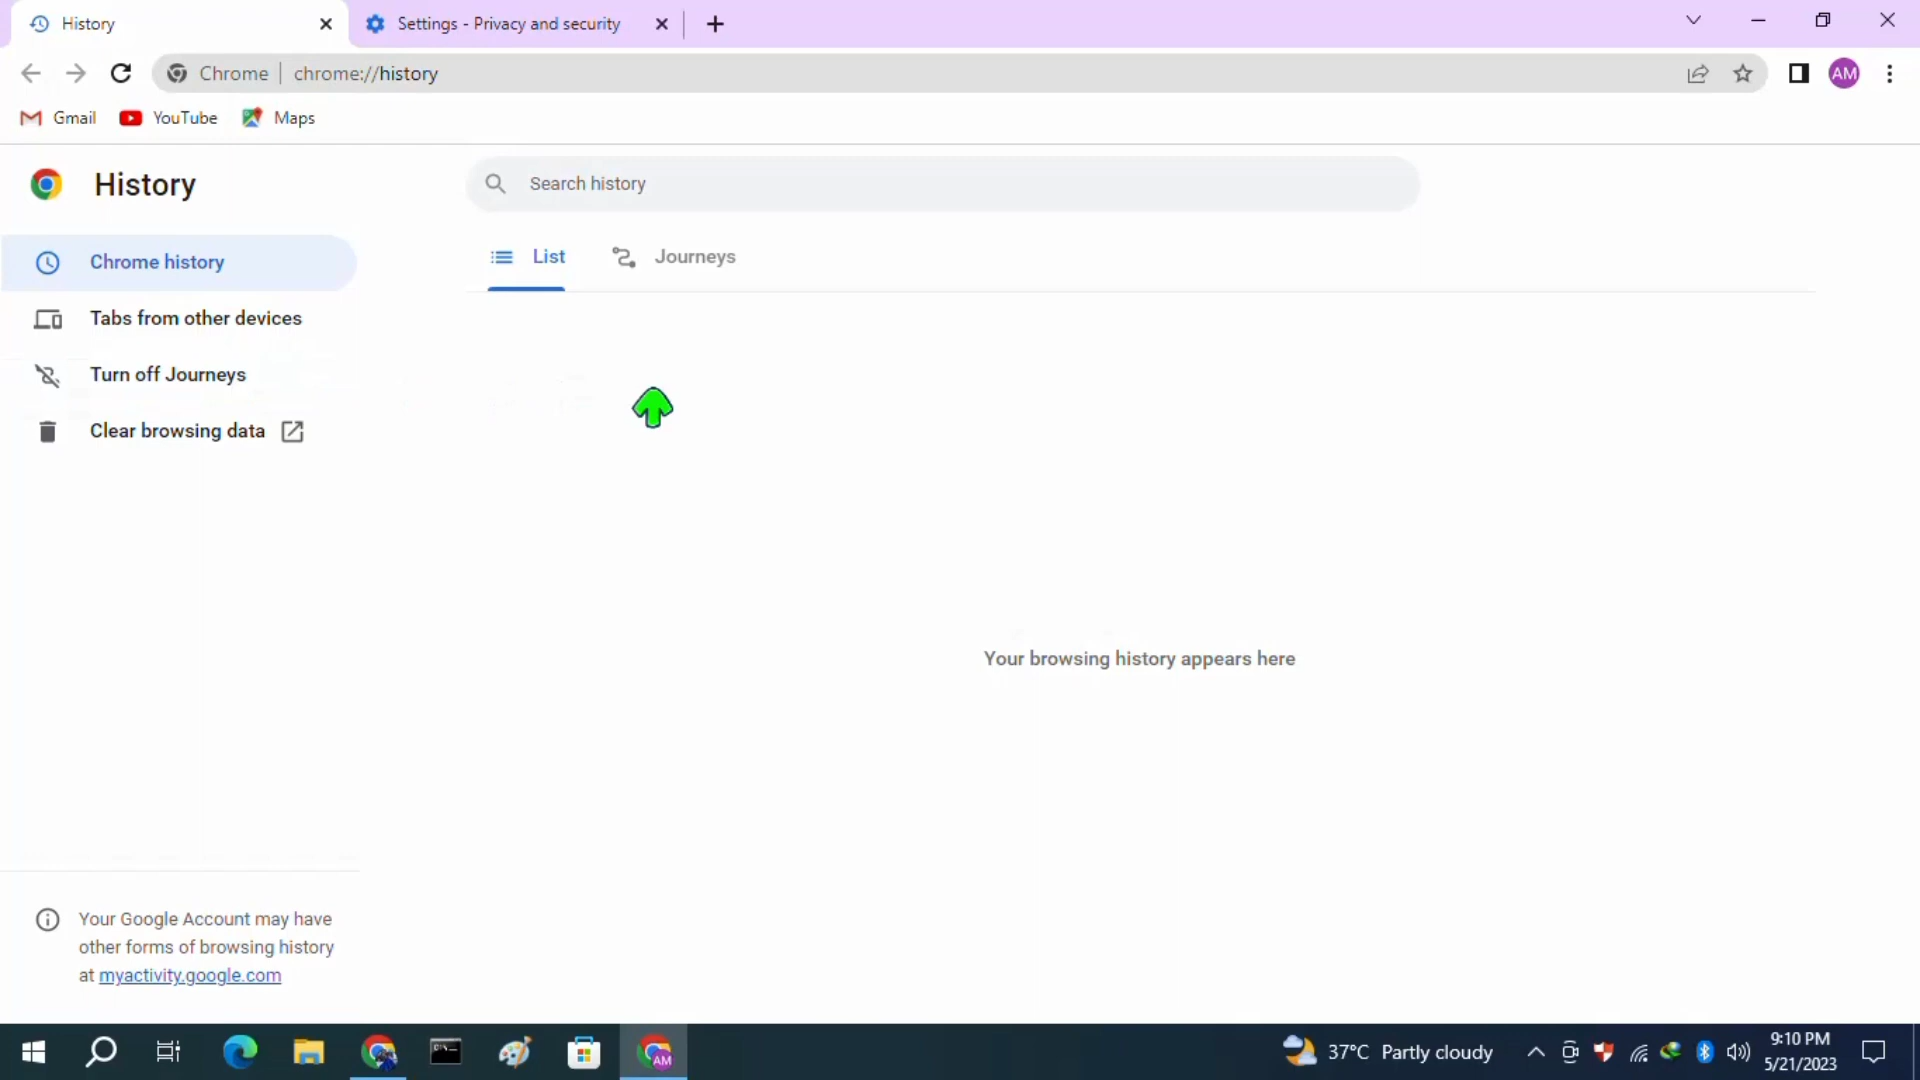 History
Settings - Privacy and security
Chrome
chrome://history
AM
Gmail
YouTube
Maps
History
Search history
Chrome history
List
Journeys
Tabs from other devices
Turn off Journeys
Clear browsing data
Your browsing history appears here
Your Google Account may have
other forms of browsing history
at myactivity.google.com
AM
37°C Partly cloudy
9:10 PM
5/21/2023